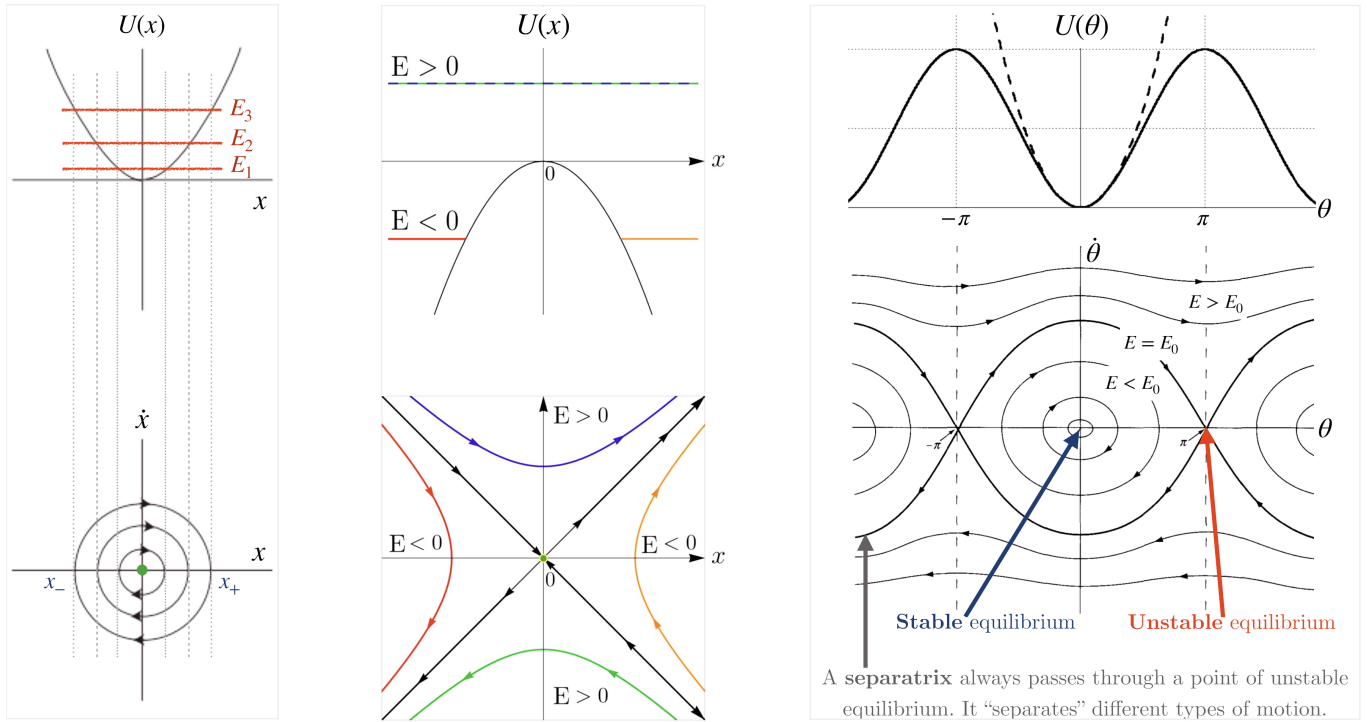 U(x)
E₃
E₂
E₁
x
ẋ
x
x₋
x₊
U(x)
E > 0
x
0
E < 0
E > 0
E < 0
E < 0
x
0
E > 0
U(θ)
−π
π
θ
θ̇
E > E₀
E = E₀
E < E₀
θ
−π
π
Stable equilibrium
Unstable equilibrium
A separatrix always passes through a point of unstable
equilibrium. It “separates” different types of motion.